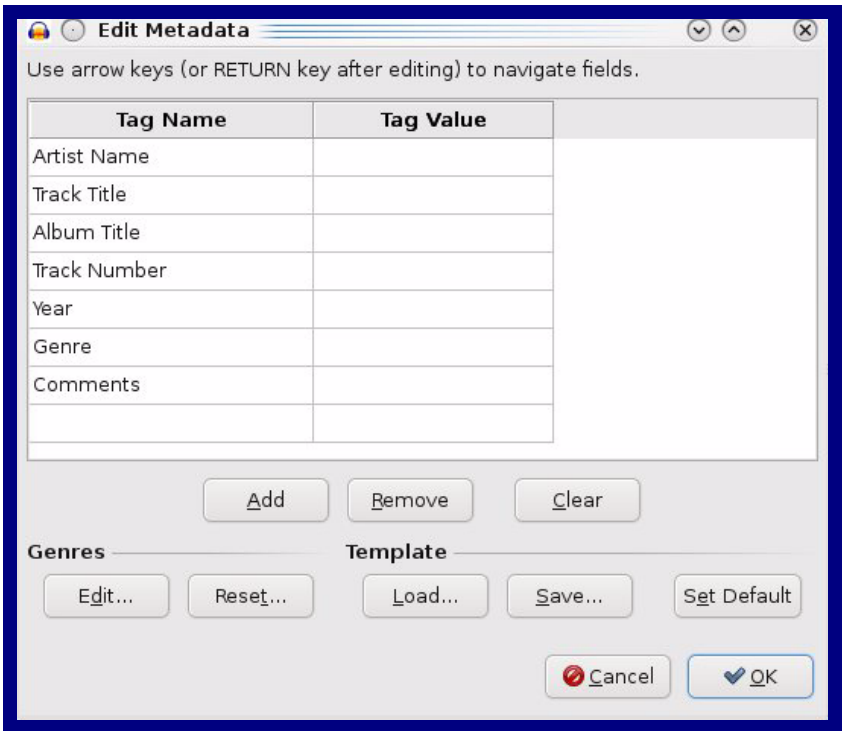 Edit Metadata
Use arrow keys (or RETURN key after editing) to navigate fields.
Tag Name Tag Value
Artist Name
Track Title
Album Title
Track Number
Year
Genre
Comments
Add Remove Clear
Genres Template
Edit... Reset... Load... Save... Set Default
Cancel OK